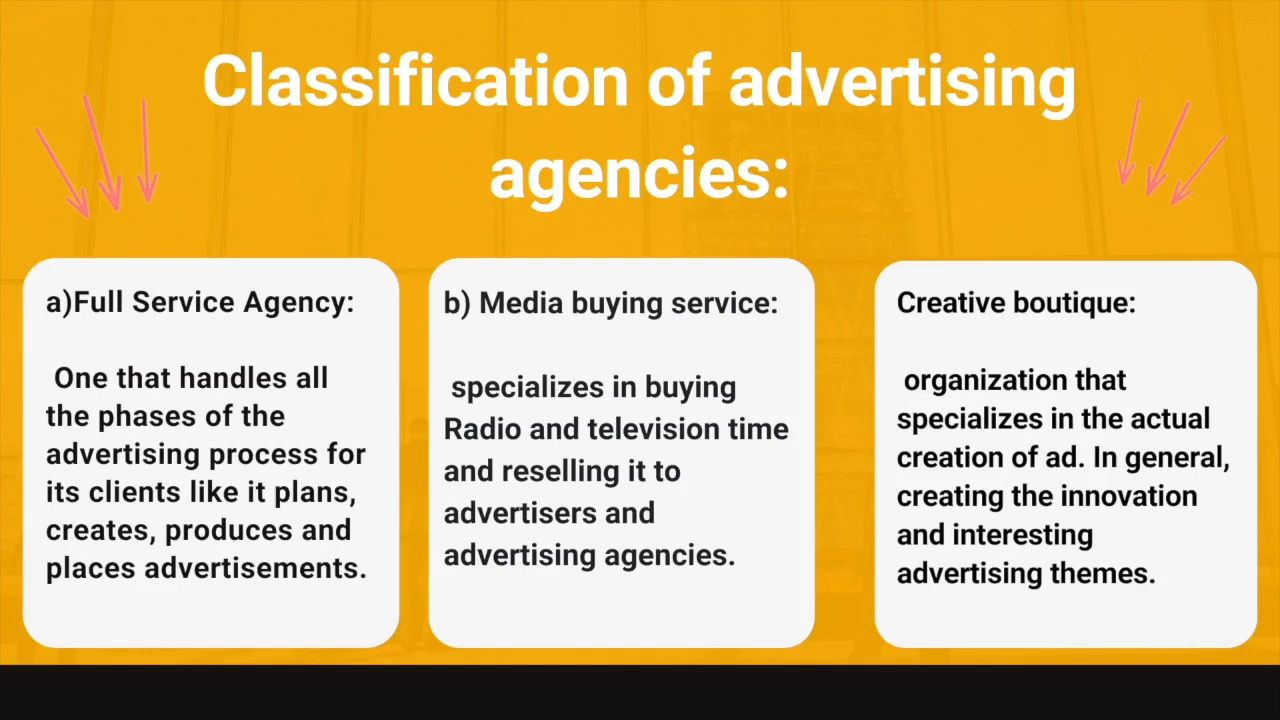 Classification of advertising
agencies:
a)Full Service Agency:
One that handles all
the phases of the
advertising process for
its clients like it plans,
creates, produces and
places advertisements.
b) Media buying service:
specializes in buying
Radio and television time
and reselling it to
advertisers and
advertising agencies.
Creative boutique:
organization that
specializes in the actual
creation of ad. In general,
creating the innovation
and interesting
advertising themes.